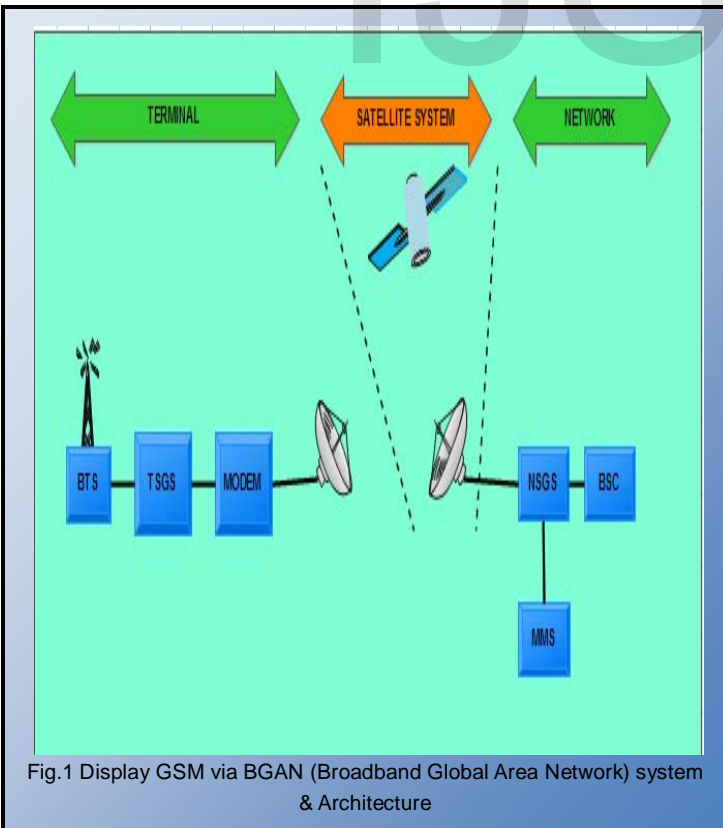 TERMINAL
SATELLITE SYSTEM
NETWORK
BTS
TSGS
MODEM
NSGS
BSC
MMS
Fig.1 Display GSM via BGAN (Broadband Global Area Network) system
& Architecture